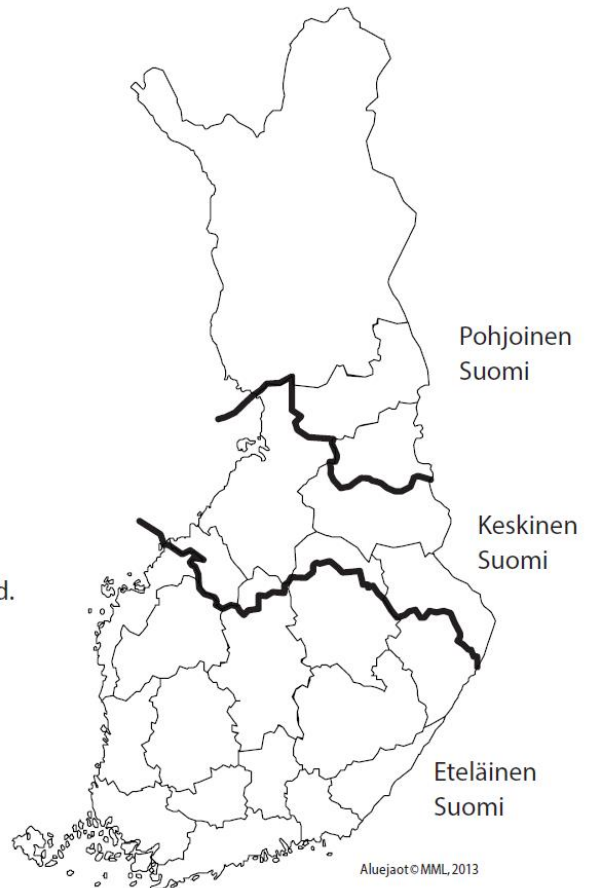 Pohjoinen
Suomi
Keskinen
Suomi
d.
Eteläinen
Suomi
Aluejaot©MML, 2013